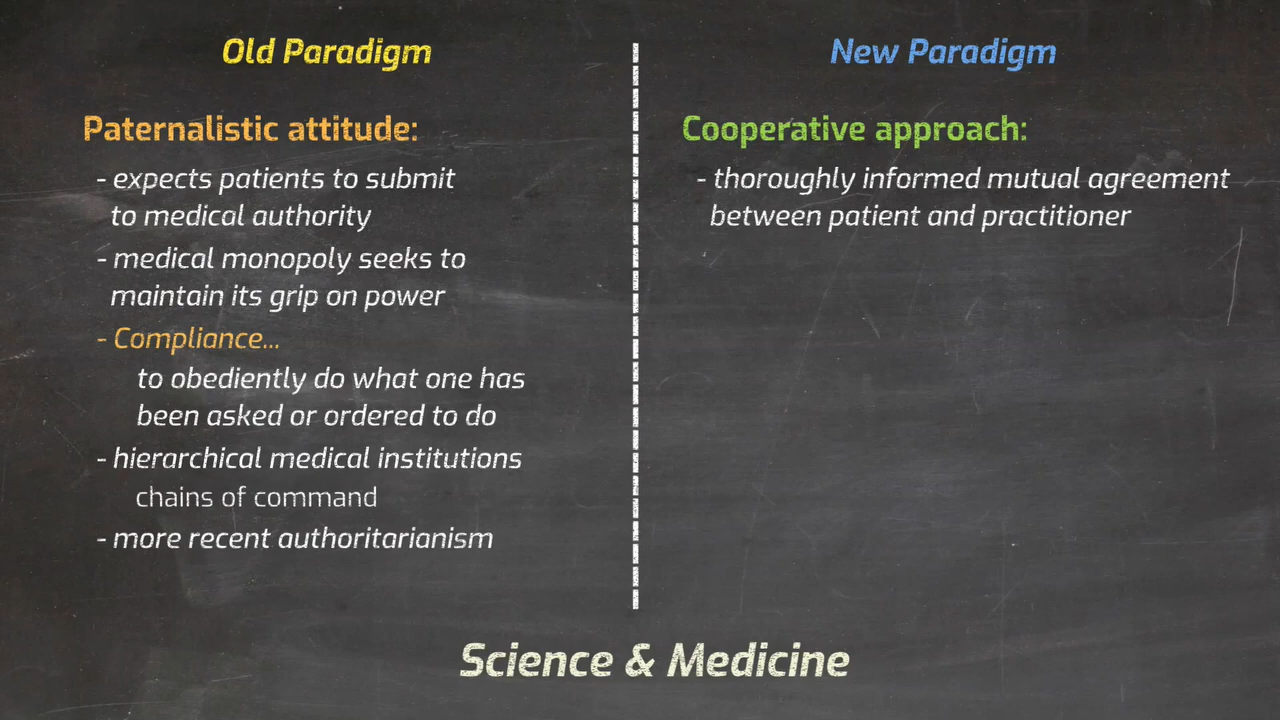 Old Paradigm
Paternalistic attitude:
- expects patients to submit
to medical authority
- medical monopoly seeks to
maintain its grip on power
- Compliance...
to obediently do what one has
been asked or ordered to do
- hierarchical medical institutions
chains of command
- more recent authoritarianism
New Paradigm
Cooperative approach:
- thoroughly informed mutual agreement
between patient and practitioner
Science & Medicine